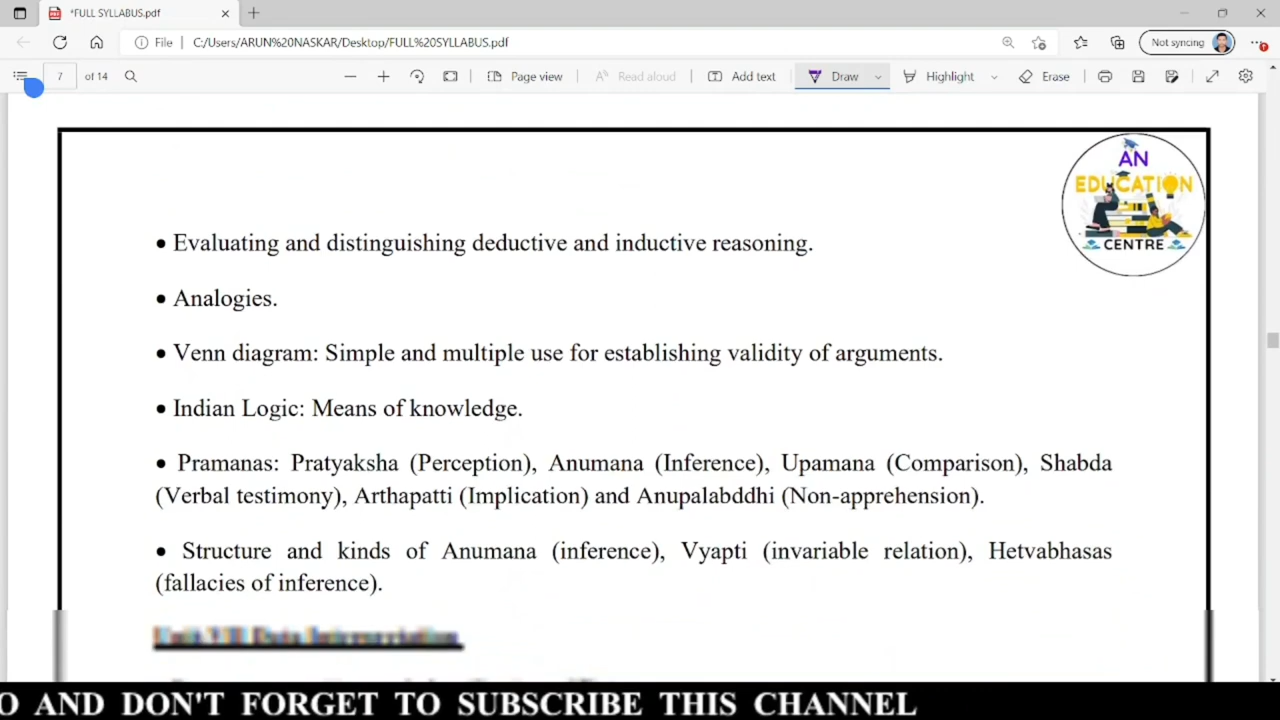 *FULL SYLLABUS.pdf
File C:/Users/ARUN%20NASKAR/Desktop/FULL%20SYLLABUS.pdf Not syncing
7 of 14 Page view Read aloud Add text Draw Highlight Erase
AN
EDUCATION
CENTRE
• Evaluating and distinguishing deductive and inductive reasoning.
• Analogies.
• Venn diagram: Simple and multiple use for establishing validity of arguments.
• Indian Logic: Means of knowledge.
• Pramanas: Pratyaksha (Perception), Anumana (Inference), Upamana (Comparison), Shabda
(Verbal testimony), Arthapatti (Implication) and Anupalabddhi (Non-apprehension).
• Structure and kinds of Anumana (inference), Vyapti (invariable relation), Hetvabhasas
(fallacies of inference).
O AND DON'T FORGET TO SUBSCRIBE THIS CHANNEL